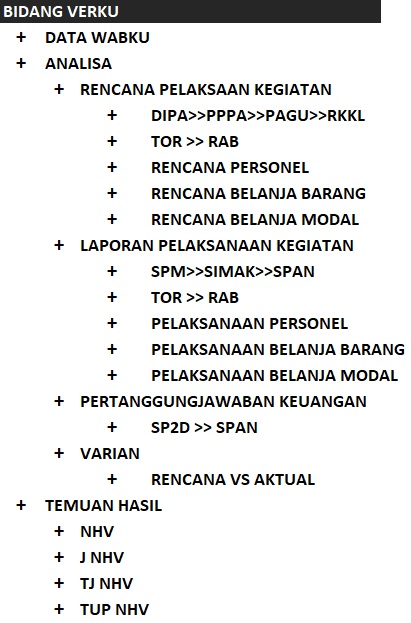 BIDANG VERKU
+ DATA WABKU
+ ANALISA
+ RENCANA PELAKSAAN KEGIATAN
+ DIPA>>PPPA>>PAGU>>RKKL
+ TOR >> RAB
+ RENCANA PERSONEL
+ RENCANA BELANJA BARANG
+ RENCANA BELANJA MODAL
+ LAPORAN PELAKSANAAN KEGIATAN
+ SPM>>SIMAK>>SPAN
+ TOR >> RAB
+ PELAKSANAAN PERSONEL
+ PELAKSANAAN BELANJA BARANG
+ PELAKSANAAN BELANJA MODAL
+ PERTANGGUNGJAWABAN KEUANGAN
+ SP2D >> SPAN
+ VARIAN
+ RENCANA VS AKTUAL
+ TEMUAN HASIL
+ NHV
+ J NHV
+ TJ NHV
+ TUP NHV